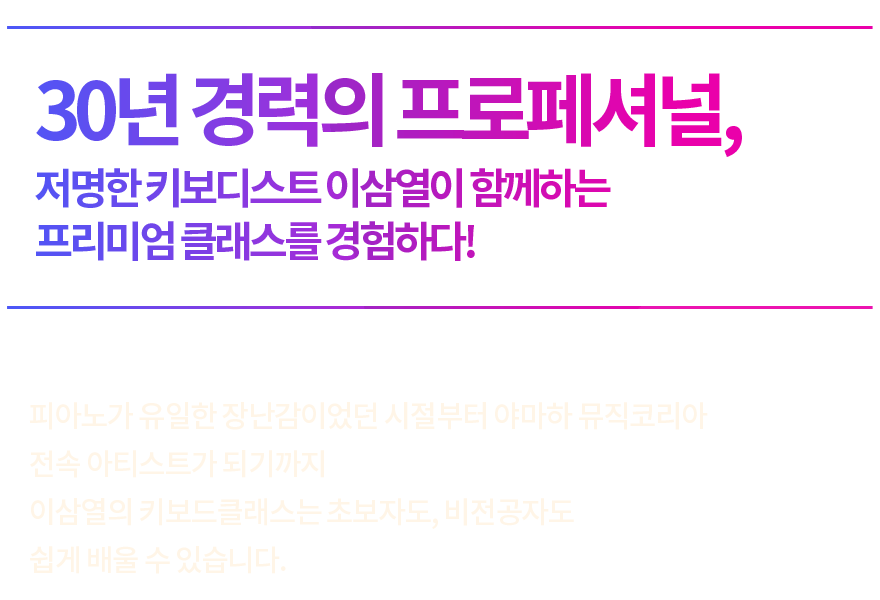 30년 경력의 프로페셔널,
저명한 키보디스트 이삼열이 함께하는
프리미엄 클래스를 경험하다!
피아노가 유일한 장난감이었던 시절부터 야마하 뮤직코리아
전속 아티스트가 되기까지
이삼열의 키보드클래스는 초보자도, 비전공자도
쉽게 배울 수 있습니다.